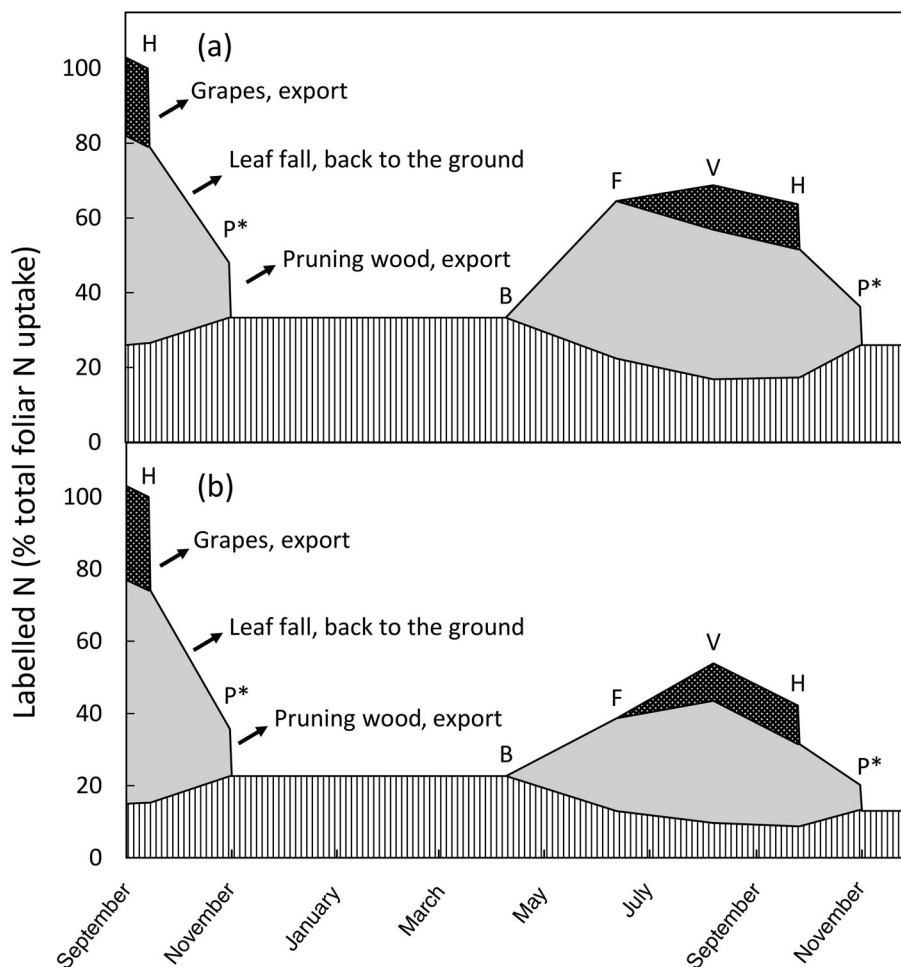 Labelled N (% total foliar N uptake)
(a)
100
80
60
40
20
0
H
Grapes, export
Leaf fall, back to the ground
P*
Pruning wood, export
B
F
V
H
P*
(b)
100
80
60
40
20
0
H
Grapes, export
Leaf fall, back to the ground
P*
Pruning wood, export
B
F
V
H
P*
September
November
January
March
May
July
September
November